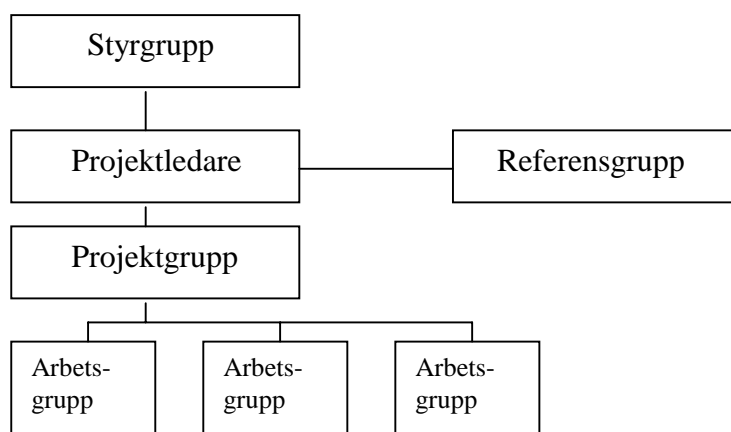 Styrgrupp
Projektledare
Referensgrupp
Projektgrupp
Arbets-
grupp
Arbets-
grupp
Arbets-
grupp